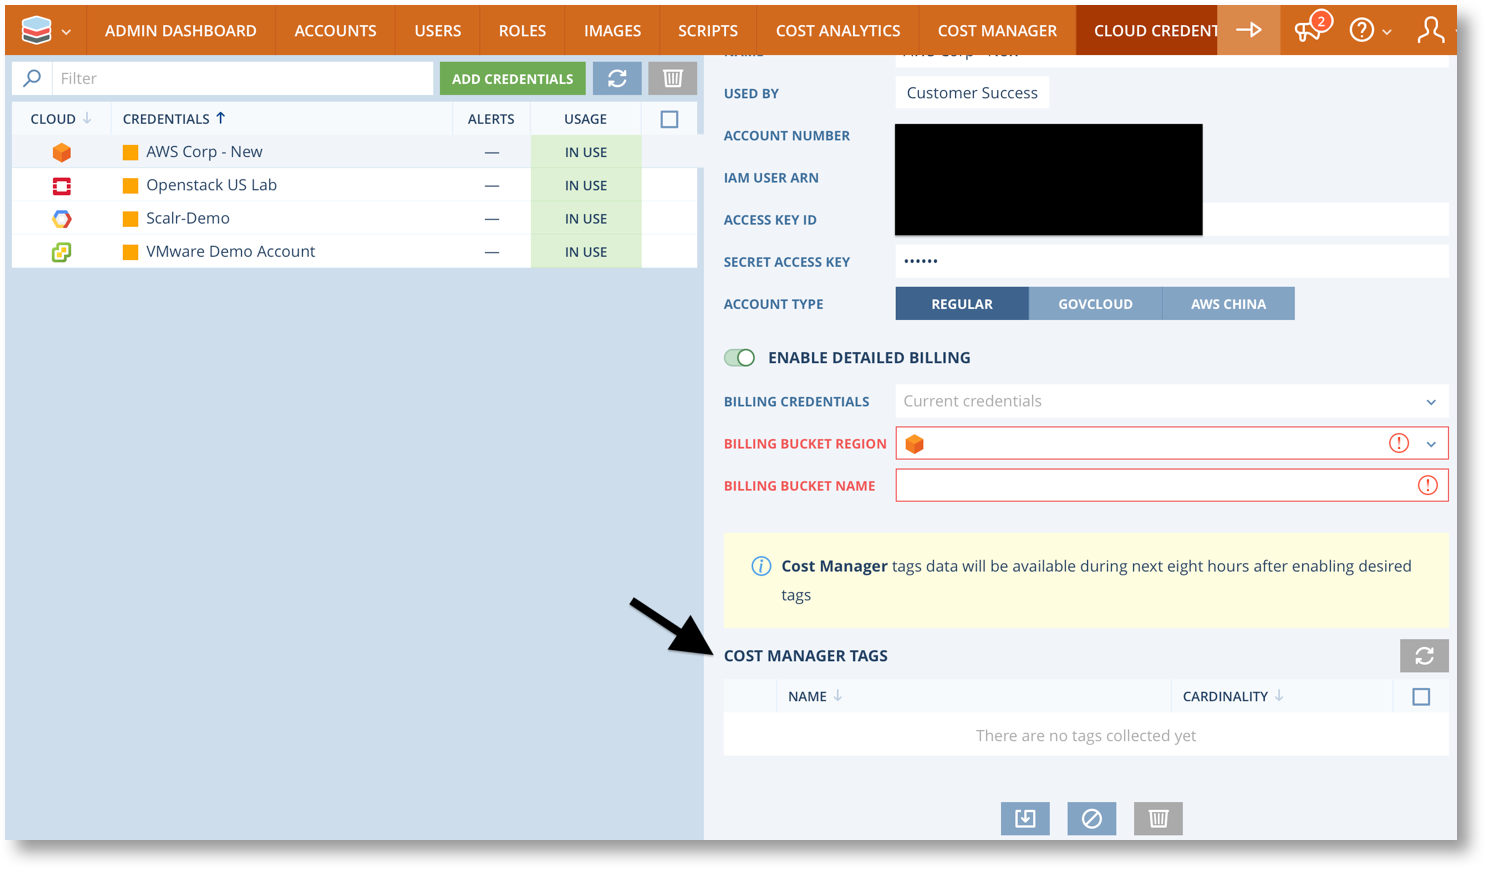 ADMIN DASHBOARD ACCOUNTS USERS ROLES IMAGES SCRIPTS COST ANALYTICS COST MANAGER CLOUD CREDENT 2
Filter ADD CREDENTIALS
CLOUD CREDENTIALS ALERTS USAGE
AWS Corp - New — IN USE
Openstack US Lab — IN USE
Scalr-Demo — IN USE
VMware Demo Account — IN USE
USED BY Customer Success
ACCOUNT NUMBER
IAM USER ARN
ACCESS KEY ID
SECRET ACCESS KEY ••••••
ACCOUNT TYPE REGULAR GOVCLOUD AWS CHINA
ENABLE DETAILED BILLING
BILLING CREDENTIALS Current credentials
BILLING BUCKET REGION
BILLING BUCKET NAME
Cost Manager tags data will be available during next eight hours after enabling desired
tags
COST MANAGER TAGS
NAME CARDINALITY
There are no tags collected yet